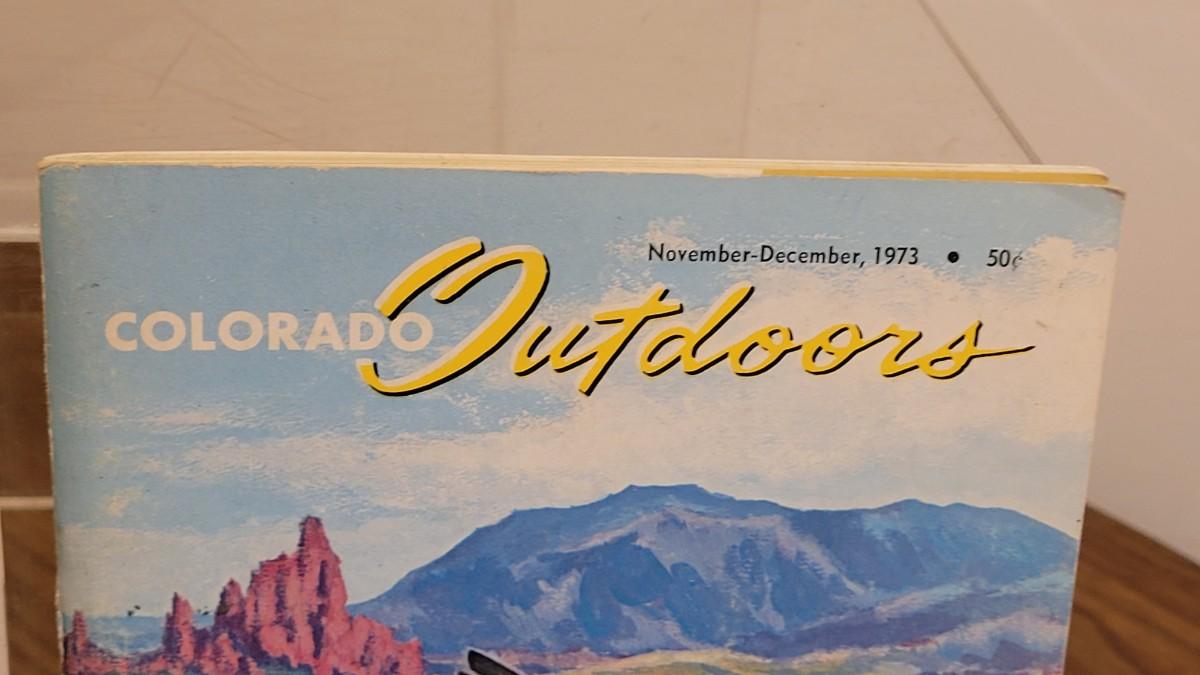 November-December, 1973 • 50¢
COLORADO Outdoors